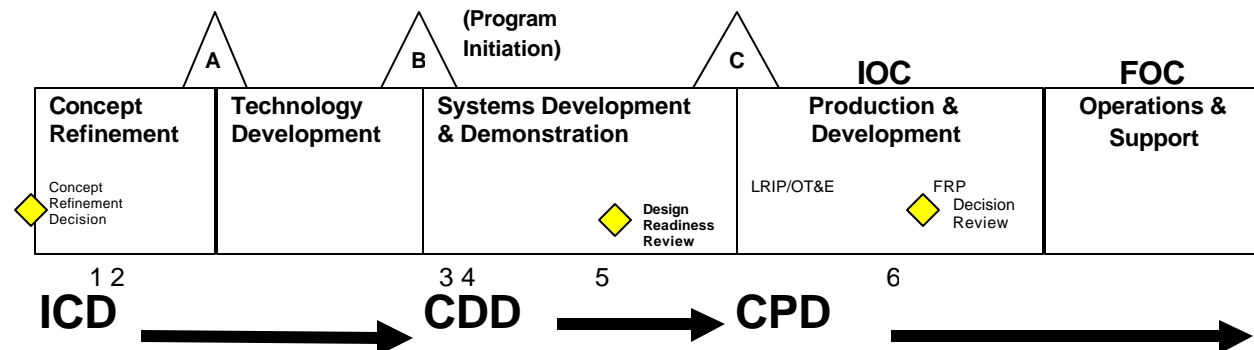 (Program
Initiation)
A
B
C
IOC
FOC
Concept
Refinement
Technology
Development
Systems Development
& Demonstration
Production &
Development
Operations &
Support
Concept
Refinement
Decision
Design
Readiness
Review
LRIP/OT&E
FRP
Decision
Review
1 2
3 4
5
6
ICD
CDD
CPD